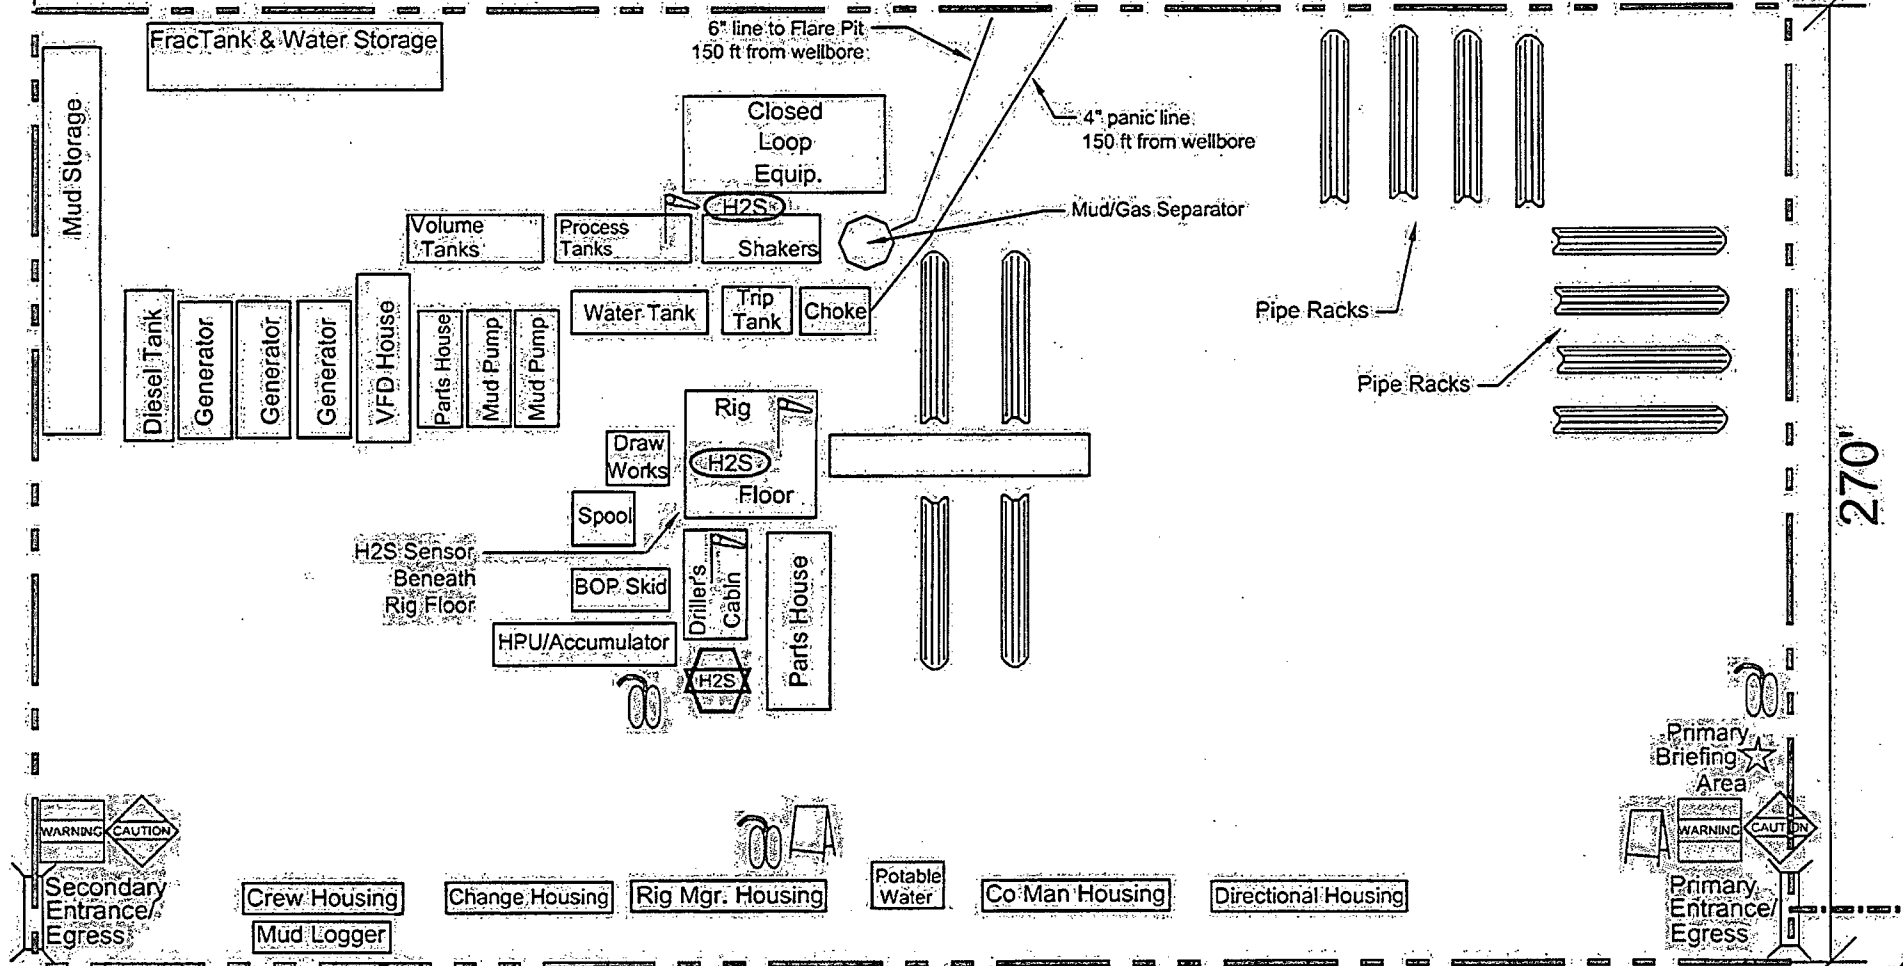 FracTank & Water Storage
6" line to Flare Pit
150 ft from wellbore
Mud Storage
Closed
Loop
Equip.
4" panic line
150 ft from wellbore
H2S
Mud/Gas Separator
Volume
Tanks
Process
Tanks
Shakers
Diesel Tank
Generator
Generator
Generator
VFD House
Parts House
Mud Pump
Mud Pump
Water Tank
Trip
Tank
Choke
Pipe Racks
Pipe Racks
Rig
H2S
Floor
Draw
Works
Spool
270'
H2S Sensor
Beneath
Rig Floor
BOP Skid
Driller's
Cabin
Parts House
HPU/Accumulator
H2S
Primary
Briefing
Area
WARNING
CAUTION
WARNING
CAUTION
Secondary
Entrance/
Egress
Crew Housing
Mud Logger
Change Housing
Rig Mgr. Housing
Potable
Water
Co Man Housing
Directional Housing
Primary
Entrance/
Egress